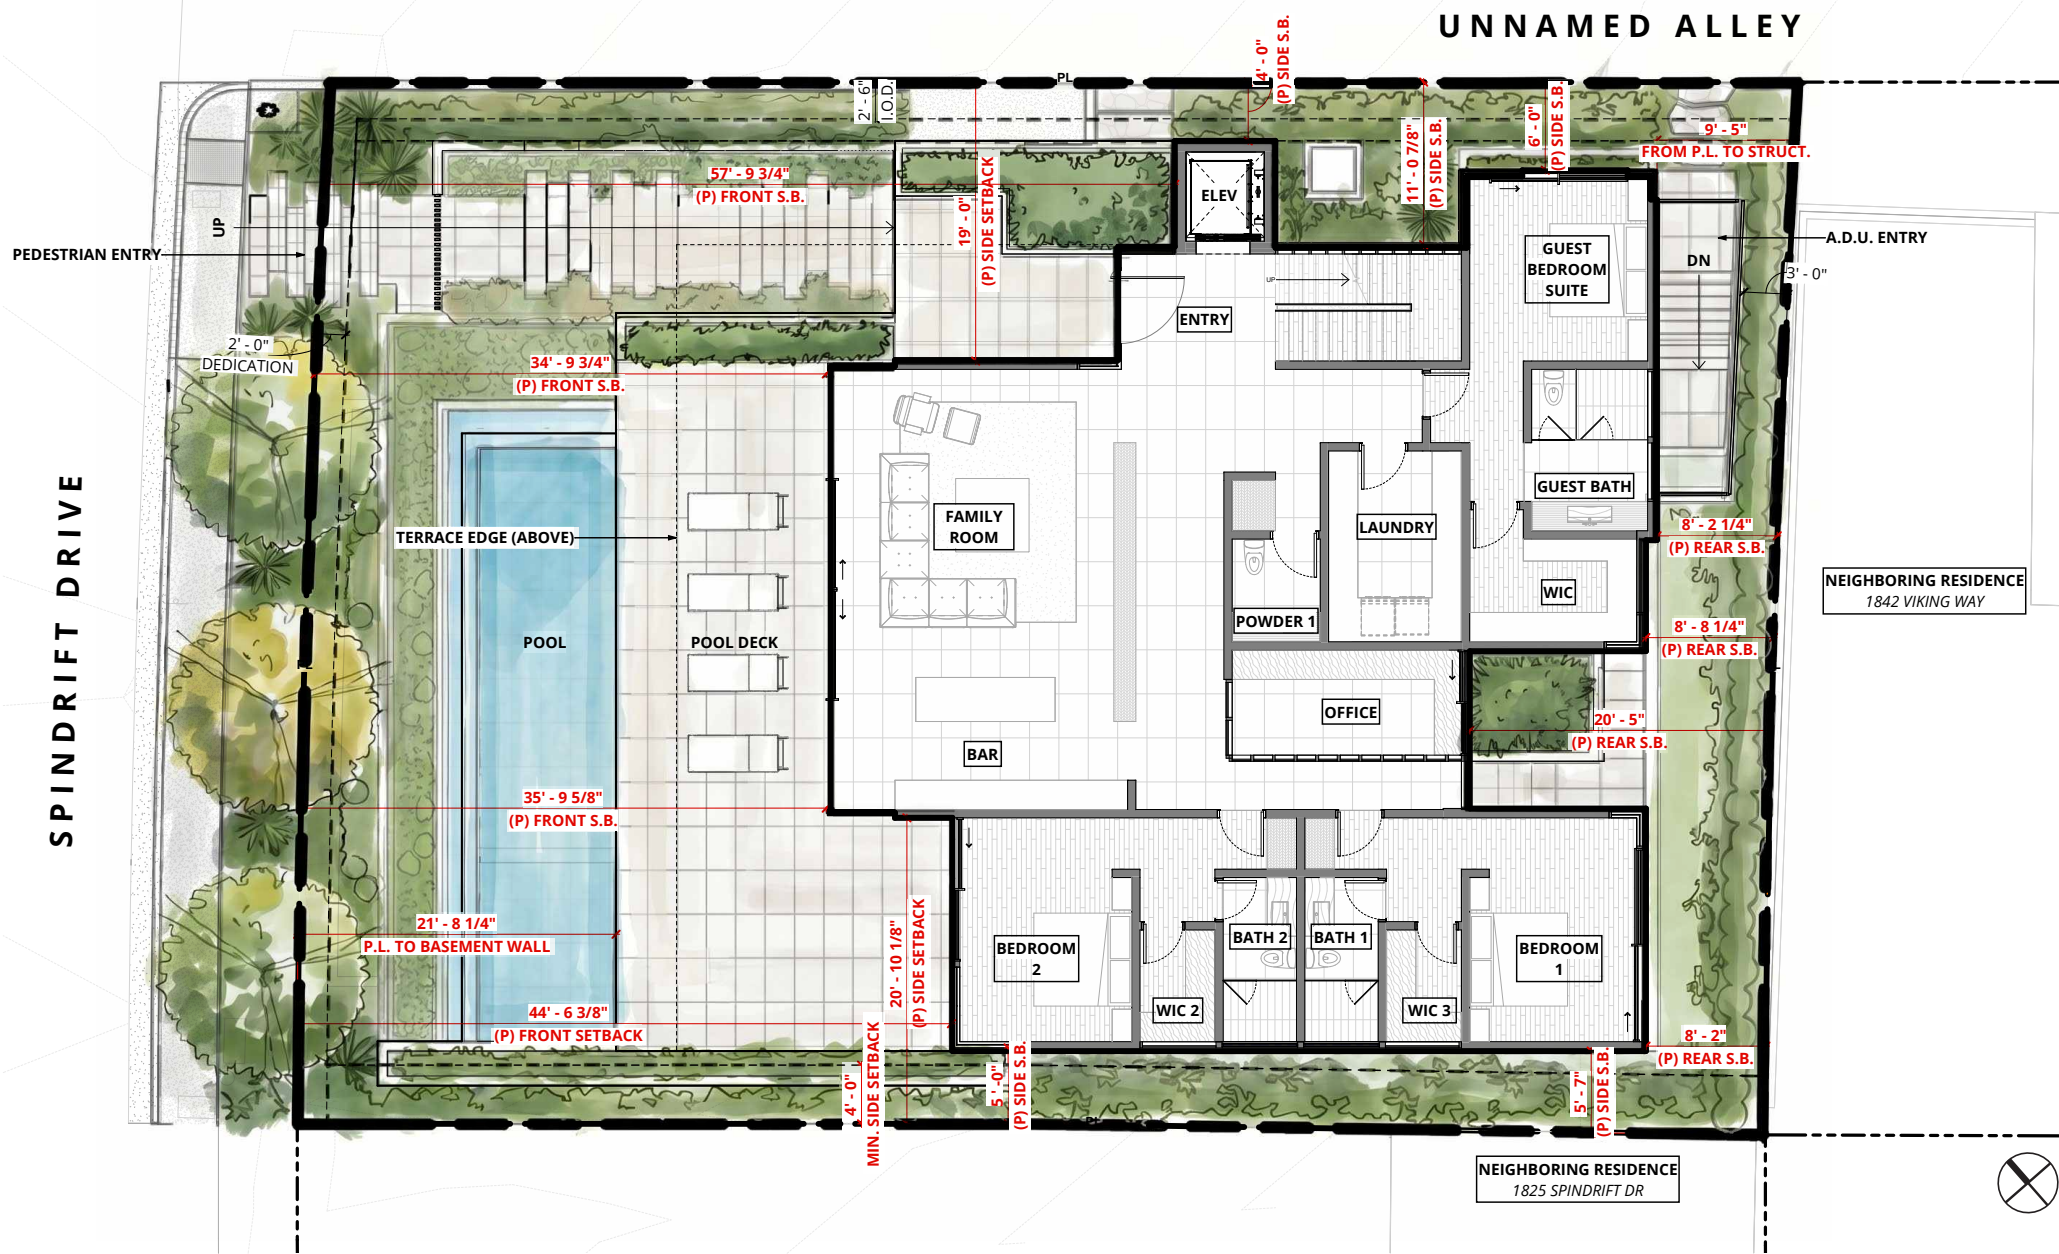 UNNAMED ALLEY
4' - 0"
(P) SIDE S.B.
PL
2' - 6"
I.O.D.
57' - 9 3/4"
(P) FRONT S.B.
19' - 0"
(P) SIDE SETBACK
ELEV
11' - 0 7/8"
(P) SIDE S.B.
6' - 0"
(P) SIDE S.B.
9' - 5"
FROM P.L. TO STRUCT.
UP
PEDESTRIAN ENTRY
GUEST
BEDROOM
SUITE
DN
A.D.U. ENTRY
3' - 0"
UP
ENTRY
2' - 0"
DEDICATION
34' - 9 3/4"
(P) FRONT S.B.
GUEST BATH
SPINDRIFT DRIVE
TERRACE EDGE (ABOVE)
FAMILY
ROOM
LAUNDRY
8' - 2 1/4"
(P) REAR S.B.
WIC
NEIGHBORING RESIDENCE
1842 VIKING WAY
POWDER 1
8' - 8 1/4"
(P) REAR S.B.
POOL
POOL DECK
OFFICE
20' - 5"
(P) REAR S.B.
BAR
35' - 9 5/8"
(P) FRONT S.B.
21' - 8 1/4"
P.L. TO BASEMENT WALL
20' - 10 1/8"
(P) SIDE SETBACK
BEDROOM
2
BATH 2
BATH 1
BEDROOM
1
WIC 2
WIC 3
44' - 6 3/8"
(P) FRONT SETBACK
8' - 2"
(P) REAR S.B.
4' - 0"
MIN. SIDE SETBACK
5' -0"
(P) SIDE S.B.
5' - 7"
(P) SIDE S.B.
PL
NEIGHBORING RESIDENCE
1825 SPINDRIFT DR